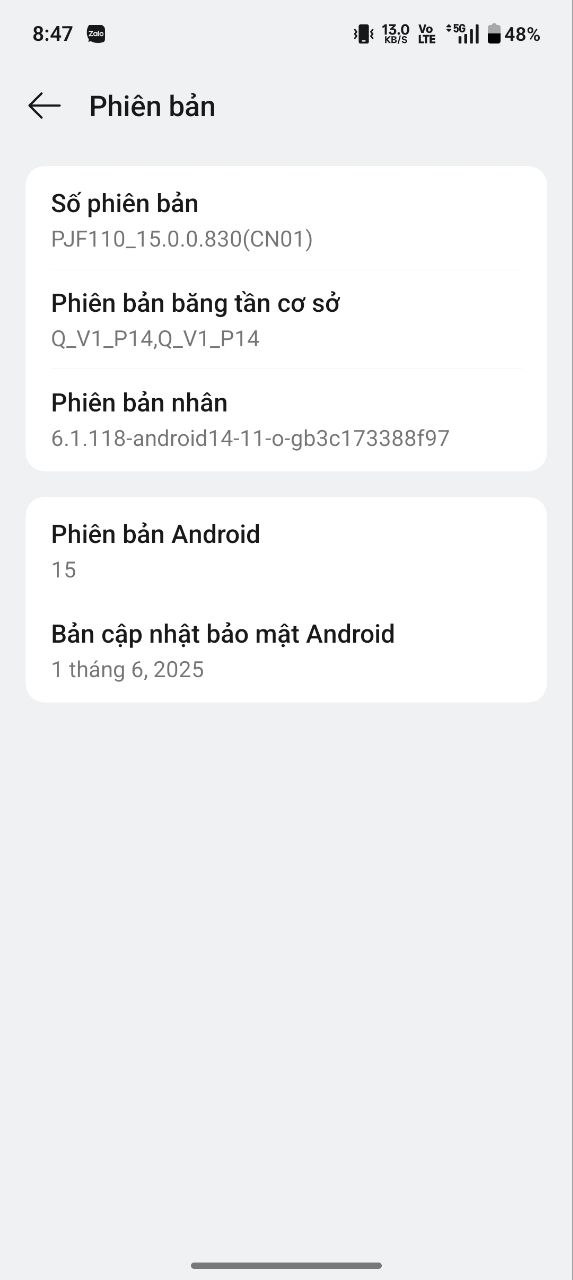 8:47 Zalo 13.0 KB/S Vo LTE 5G 48%
Phiên bản
Số phiên bản
PJF110_15.0.0.830(CN01)
Phiên bản băng tần cơ sở
Q_V1_P14,Q_V1_P14
Phiên bản nhân
6.1.118-android14-11-o-gb3c173388f97
Phiên bản Android
15
Bản cập nhật bảo mật Android
1 tháng 6, 2025